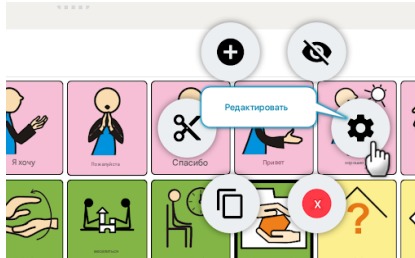 Редактировать
Я хочу
Пожалуйста
Спасибо
Привет
X
?